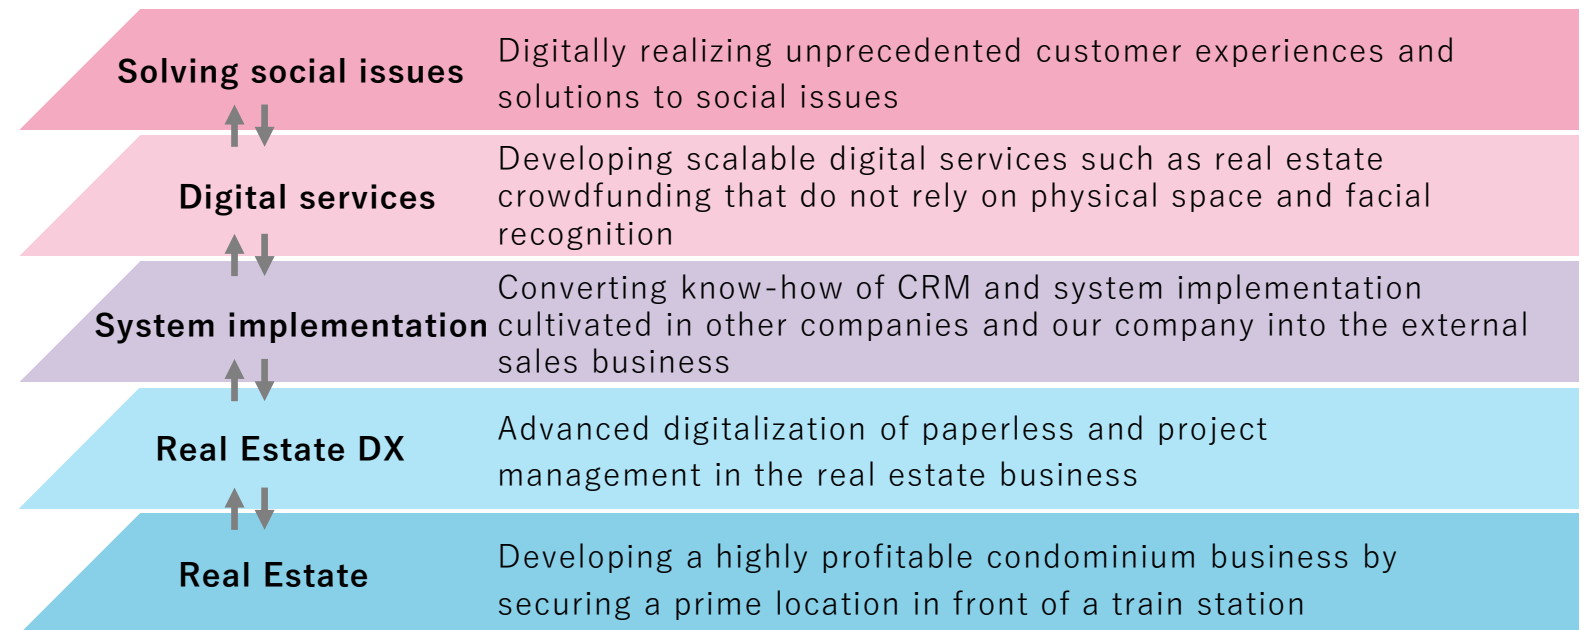 Solving social issues
Digitally realizing unprecedented customer experiences and
solutions to social issues
Digital services
Developing scalable digital services such as real estate
crowdfunding that do not rely on physical space and facial
recognition
System implementation
Converting know-how of CRM and system implementation
cultivated in other companies and our company into the external
sales business
Real Estate DX
Advanced digitalization of paperless and project
management in the real estate business
Real Estate
Developing a highly profitable condominium business by
securing a prime location in front of a train station